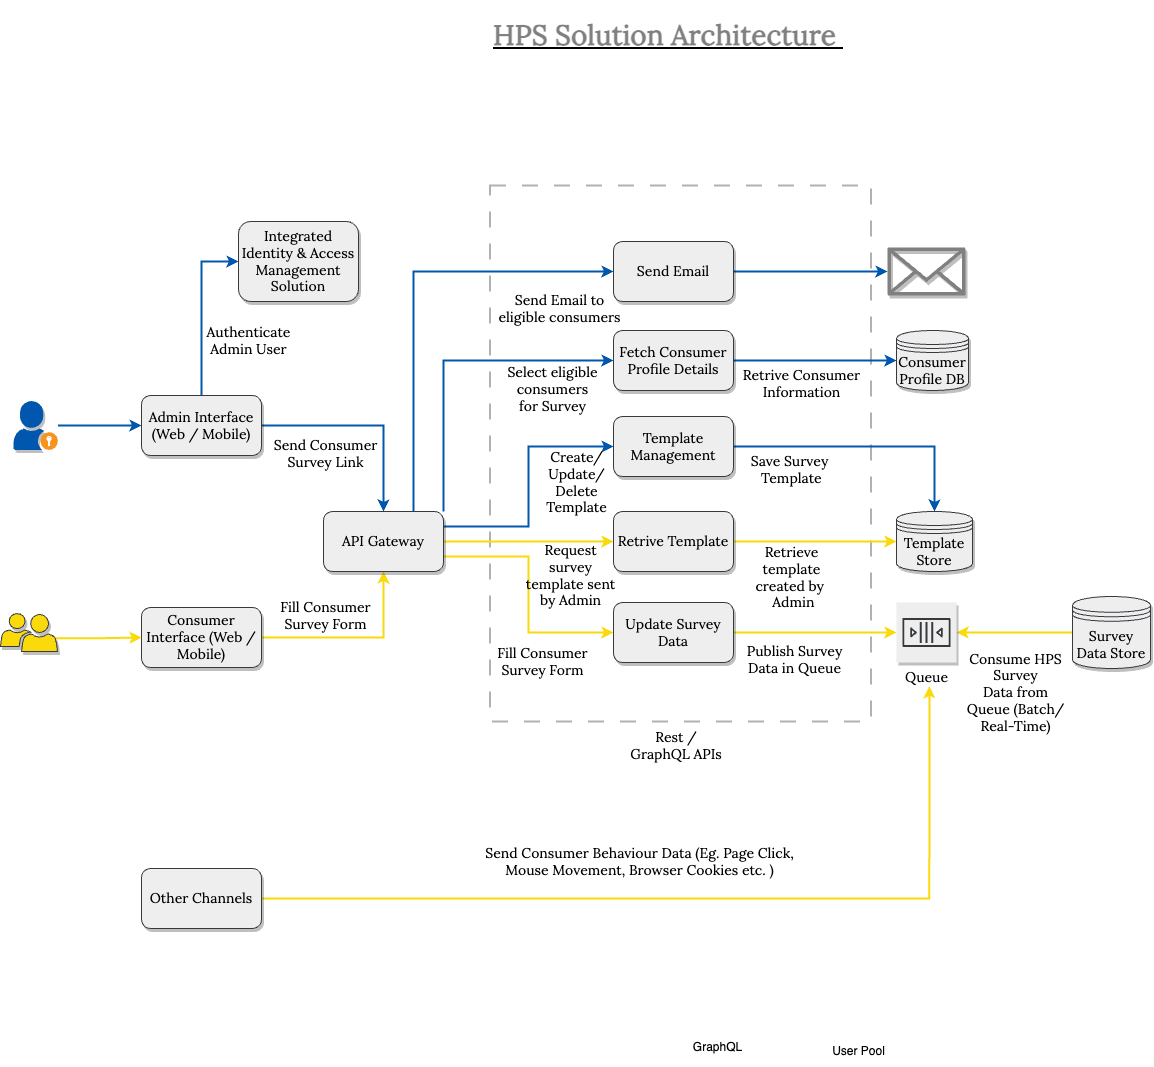 HPS Solution Architecture
Integrated
Identity & Access
Management
Solution
Authenticate
Admin User
Admin Interface
(Web / Mobile)
Send Consumer
Survey Link
API Gateway
Send Email
Send Email to
eligible consumers
Fetch Consumer
Profile Details
Select eligible
consumers
for Survey
Retrive Consumer
Information
Consumer
Profile DB
Template
Management
Create/
Update/
Delete
Template
Save Survey
Template
Retrive Template
Request
survey
template sent
by Admin
Retrieve
template
created by
Admin
Template
Store
Consumer
Interface (Web /
Mobile)
Fill Consumer
Survey Form
Update Survey
Data
Fill Consumer
Survey Form
Publish Survey
Data in Queue
Queue
Survey
Data Store
Consume HPS
Survey
Data from
Queue (Batch/
Real-Time)
Rest /
GraphQL APIs
Send Consumer Behaviour Data (Eg. Page Click,
Mouse Movement, Browser Cookies etc. )
Other Channels
GraphQL
User Pool